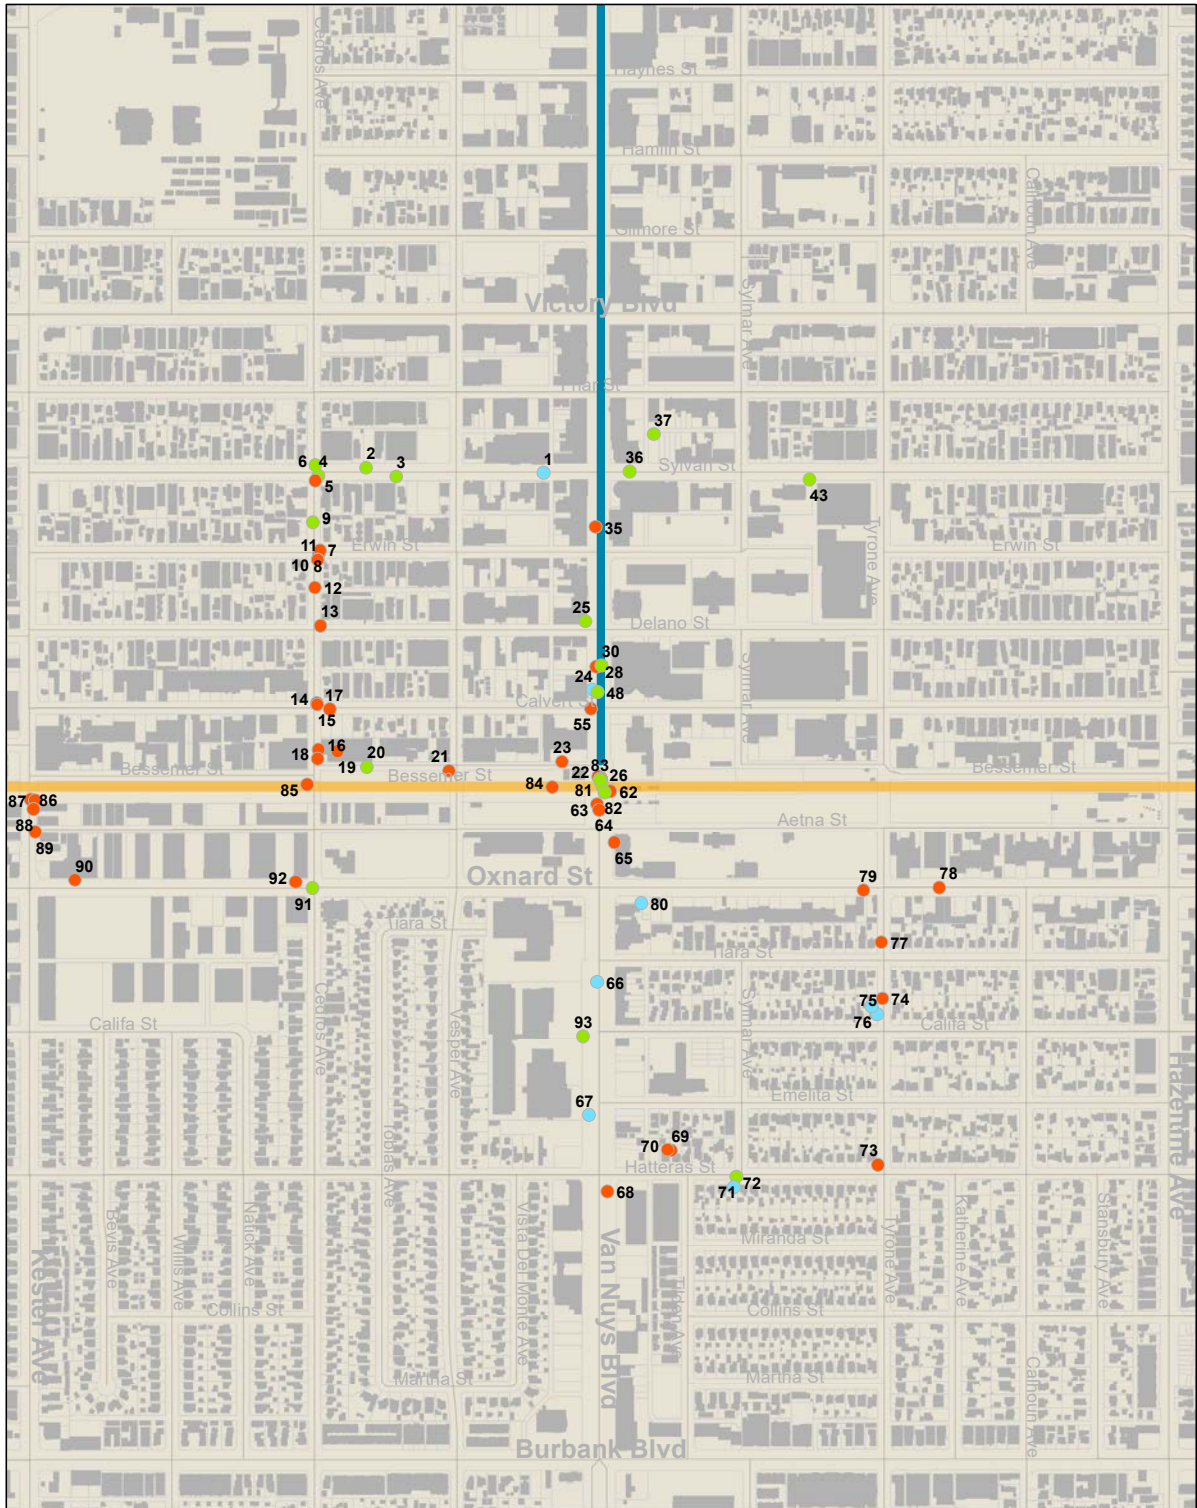 Cedros Ave
Haynes St
Hamlin St
Calhoun Ave
Gilmore St
Sylmar Ave
Victory Blvd
Friar St
37
1
36
Sylvan St
6
4
2
3
5
43
9
35
Tyrone Ave
11
7
Erwin St
Erwin St
10
8
12
25
13
Delano St
30
24
28
Sylmar Ave
14
17
48
15
Calvert St
55
18
16
20
23
Bessemer St
19
21
Bessemer St
83
Bessemer St
22
26
85
84
81
62
87
86
63
82
Aetna St
88
64
89
65
90
92
Oxnard St
79
78
91
80
Tiara St
77
Tiara St
Cedros Ave
Vesper Ave
66
Sylmar Ave
75
74
Califa St
93
76
Califa St
Hazeltine Ave
Emelita St
67
Tobias Ave
70
69
73
Hatteras St
68
71
72
Kester Ave
Bevis Ave
Willis Ave
Natick Ave
Vista Del Monte Ave
Van Nuys Blvd
Miranda St
Tyrone Ave
Katherine Ave
Stansbury Ave
Collins St
Collins St
Martha St
Martha St
Calhoun Ave
Burbank Blvd